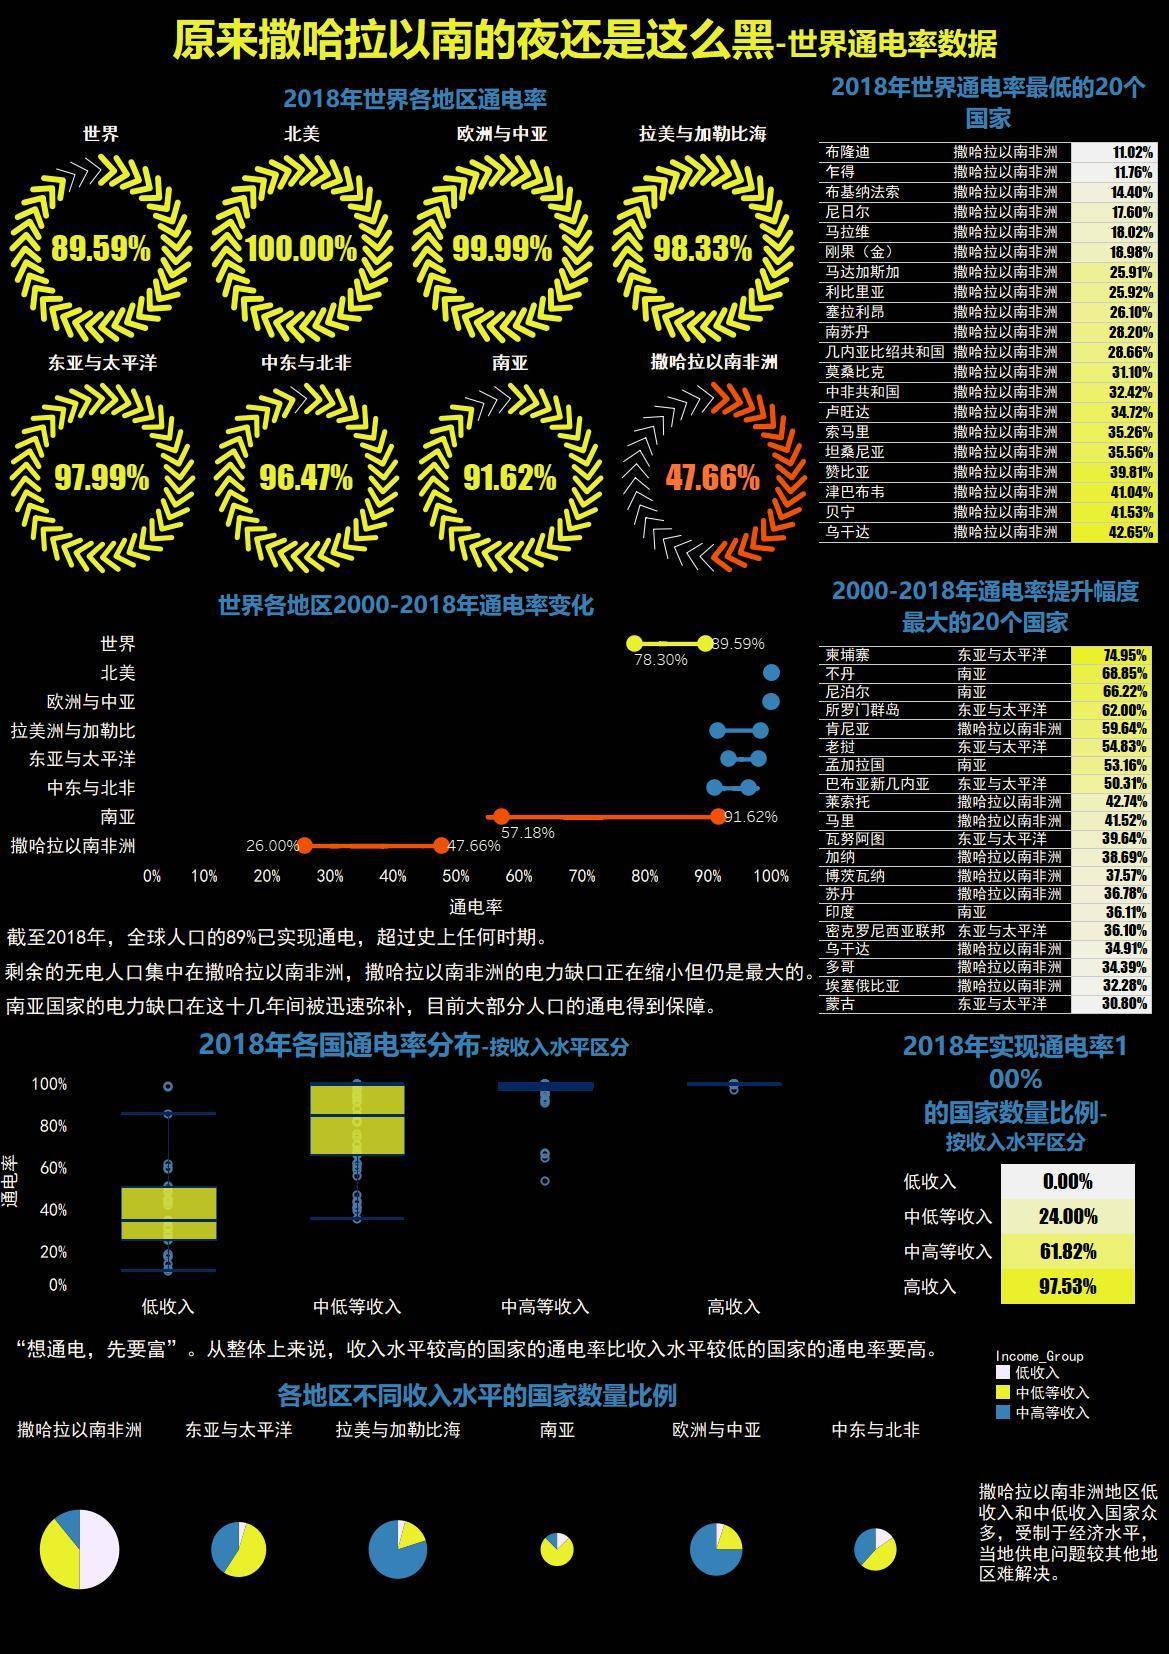 原来撒哈拉以南的夜还是这么黑-世界通电率数据
2018年世界各地区通电率
世界 北美 欧洲与中亚 拉美与加勒比海
89.59% 100.00% 99.99% 98.33%
东亚与太平洋 中东与北非 南亚 撒哈拉以南非洲
97.99% 96.47% 91.62% 47.66%
2018年世界通电率最低的20个
国家
布隆迪 撒哈拉以南非洲 11.02%
乍得 撒哈拉以南非洲 11.76%
布基纳法索 撒哈拉以南非洲 14.40%
尼日尔 撒哈拉以南非洲 17.60%
马拉维 撒哈拉以南非洲 18.02%
刚果（金） 撒哈拉以南非洲 18.98%
马达加斯加 撒哈拉以南非洲 25.91%
利比里亚 撒哈拉以南非洲 25.92%
塞拉利昂 撒哈拉以南非洲 26.10%
南苏丹 撒哈拉以南非洲 28.20%
几内亚比绍共和国 撒哈拉以南非洲 28.66%
莫桑比克 撒哈拉以南非洲 31.10%
中非共和国 撒哈拉以南非洲 32.42%
卢旺达 撒哈拉以南非洲 34.72%
索马里 撒哈拉以南非洲 35.26%
坦桑尼亚 撒哈拉以南非洲 35.56%
赞比亚 撒哈拉以南非洲 39.81%
津巴布韦 撒哈拉以南非洲 41.04%
贝宁 撒哈拉以南非洲 41.53%
乌干达 撒哈拉以南非洲 42.65%
世界各地区2000-2018年通电率变化
世界 89.59%
78.30%
北美
欧洲与中亚
拉美洲与加勒比
东亚与太平洋
中东与北非
南亚 91.62%
57.18%
撒哈拉以南非洲 26.00% 47.66%
0% 10% 20% 30% 40% 50% 60% 70% 80% 90% 100%
通电率
截至2018年，全球人口的89%已实现通电，超过史上任何时期。
剩余的无电人口集中在撒哈拉以南非洲，撒哈拉以南非洲的电力缺口正在缩小但仍是最大的。
南亚国家的电力缺口在这十几年间被迅速弥补，目前大部分人口的通电得到保障。
2000-2018年通电率提升幅度
最大的20个国家
柬埔寨 东亚与太平洋 74.95%
不丹 南亚 68.85%
尼泊尔 南亚 66.22%
所罗门群岛 东亚与太平洋 62.00%
肯尼亚 撒哈拉以南非洲 59.64%
老挝 东亚与太平洋 54.83%
孟加拉国 南亚 53.16%
巴布亚新几内亚 东亚与太平洋 50.31%
莱索托 撒哈拉以南非洲 42.74%
马里 撒哈拉以南非洲 41.52%
瓦努阿图 东亚与太平洋 39.64%
加纳 撒哈拉以南非洲 38.69%
博茨瓦纳 撒哈拉以南非洲 37.57%
苏丹 撒哈拉以南非洲 36.78%
印度 南亚 36.11%
密克罗尼西亚联邦 东亚与太平洋 36.10%
乌干达 撒哈拉以南非洲 34.91%
多哥 撒哈拉以南非洲 34.39%
埃塞俄比亚 撒哈拉以南非洲 32.28%
蒙古 东亚与太平洋 30.80%
2018年各国通电率分布-按收入水平区分
通电率
100%
80%
60%
40%
20%
0%
低收入 中低等收入 中高等收入 高收入
2018年实现通电率1
00%
的国家数量比例-
按收入水平区分
低收入 0.00%
中低等收入 24.00%
中高等收入 61.82%
高收入 97.53%
“想通电，先要富”。从整体上来说，收入水平较高的国家的通电率比收入水平较低的国家的通电率要高。
Income_Group
低收入
中低等收入
中高等收入
各地区不同收入水平的国家数量比例
撒哈拉以南非洲 东亚与太平洋 拉美与加勒比海 南亚 欧洲与中亚 中东与北非
撒哈拉以南非洲地区低
收入和中低收入国家众
多，受制于经济水平，
当地供电问题较其他地
区难解决。